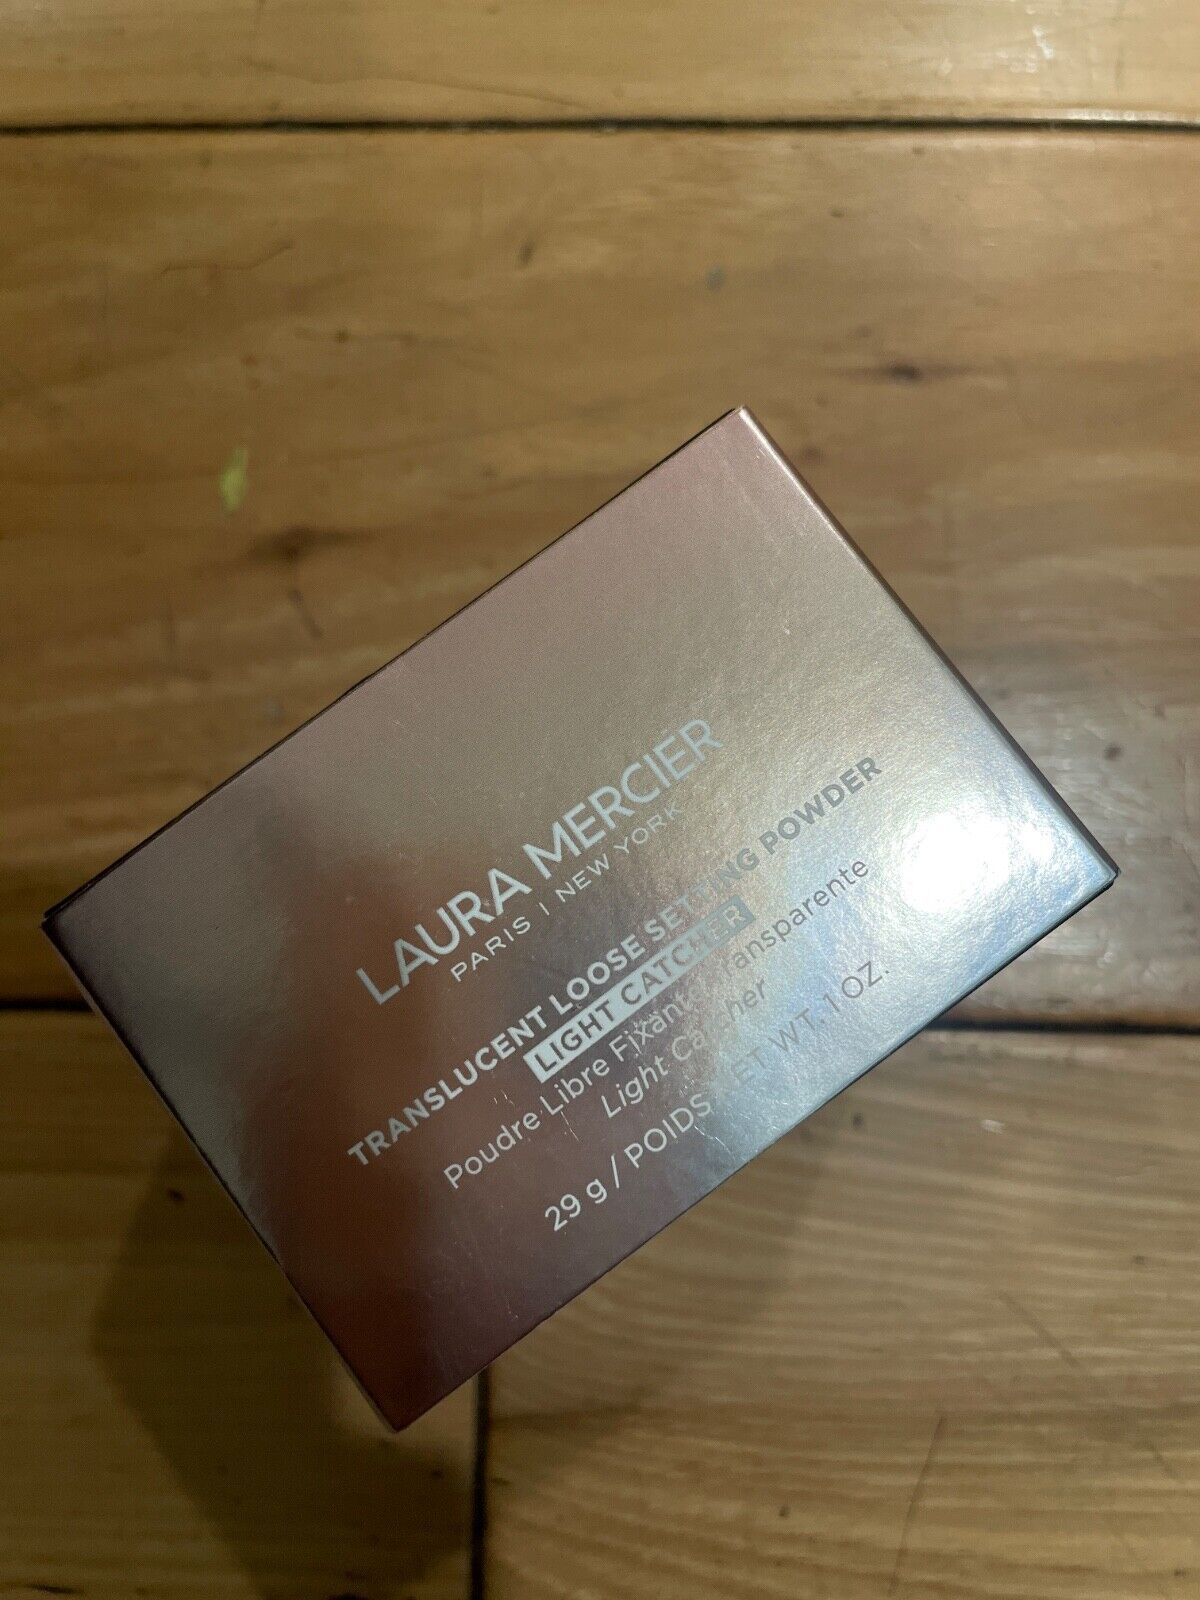 LAURA MERCIER
PARIS | NEW YORK
TRANSLUCENT LOOSE SETTING POWDER
LIGHT CATCHER
Poudre Libre Fixante Transparente
Light Catcher
29 g / POIDS NET WT. 1 OZ.